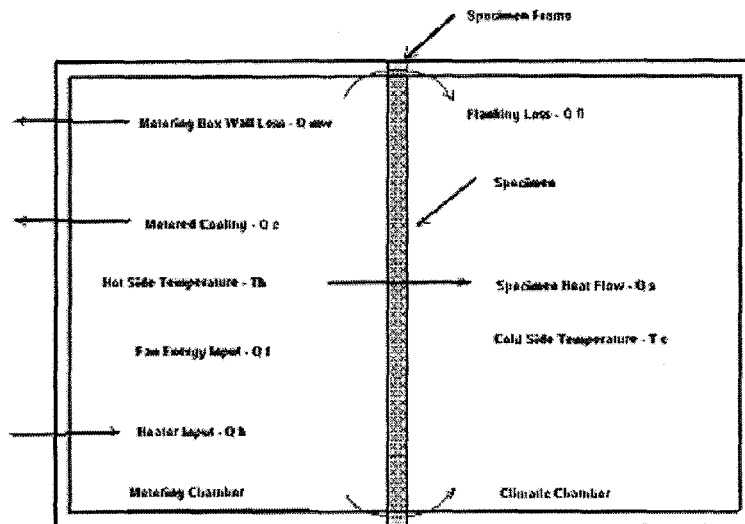 Specimen Frame
Metering Box Wall Loss - Q mw
Flanking Loss - Q fl
Specimen
Metered Cooling - Q c
Hot Side Temperature - Th
Specimen Heat Flow - Q s
Fan Energy Input - Q f
Cold Side Temperature - T c
Heater Input - Q h
Metering Chamber
Climatic Chamber